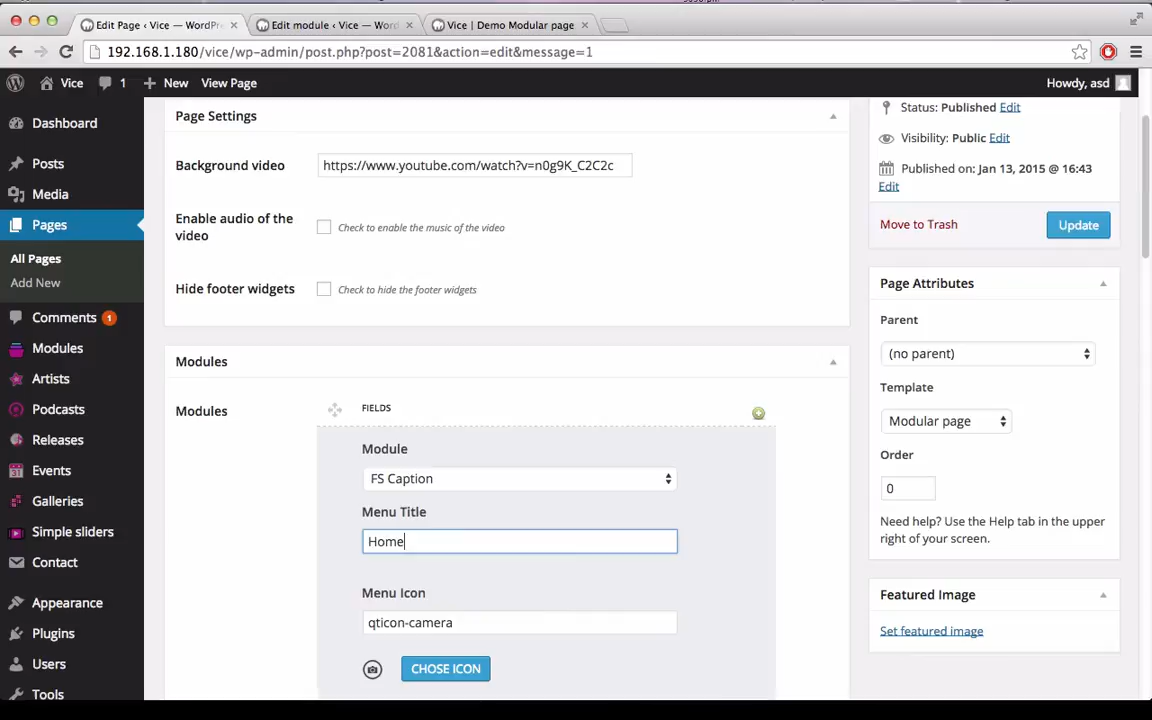 Edit Page ‹ Vice — WordPr
Edit module ‹ Vice — Word
Vice | Demo Modular page
192.168.1.180/vice/wp-admin/post.php?post=2081&action=edit&message=1
Vice
1
New
View Page
Howdy, asd
Dashboard
Posts
Media
Pages
All Pages
Add New
Comments 1
Modules
Artists
Podcasts
Releases
Events
Galleries
Simple sliders
Contact
Appearance
Plugins
Users
Tools
Page Settings
Background video
https://www.youtube.com/watch?v=n0g9K_C2C2c
Enable audio of the
video
Check to enable the music of the video
Hide footer widgets
Check to hide the footer widgets
Modules
Modules
FIELDS
Module
FS Caption
Menu Title
Home
Menu Icon
qticon-camera
CHOSE ICON
Status: Published Edit
Visibility: Public Edit
Published on: Jan 13, 2015 @ 16:43
Edit
Move to Trash
Update
Page Attributes
Parent
(no parent)
Template
Modular page
Order
0
Need help? Use the Help tab in the upper
right of your screen.
Featured Image
Set featured image